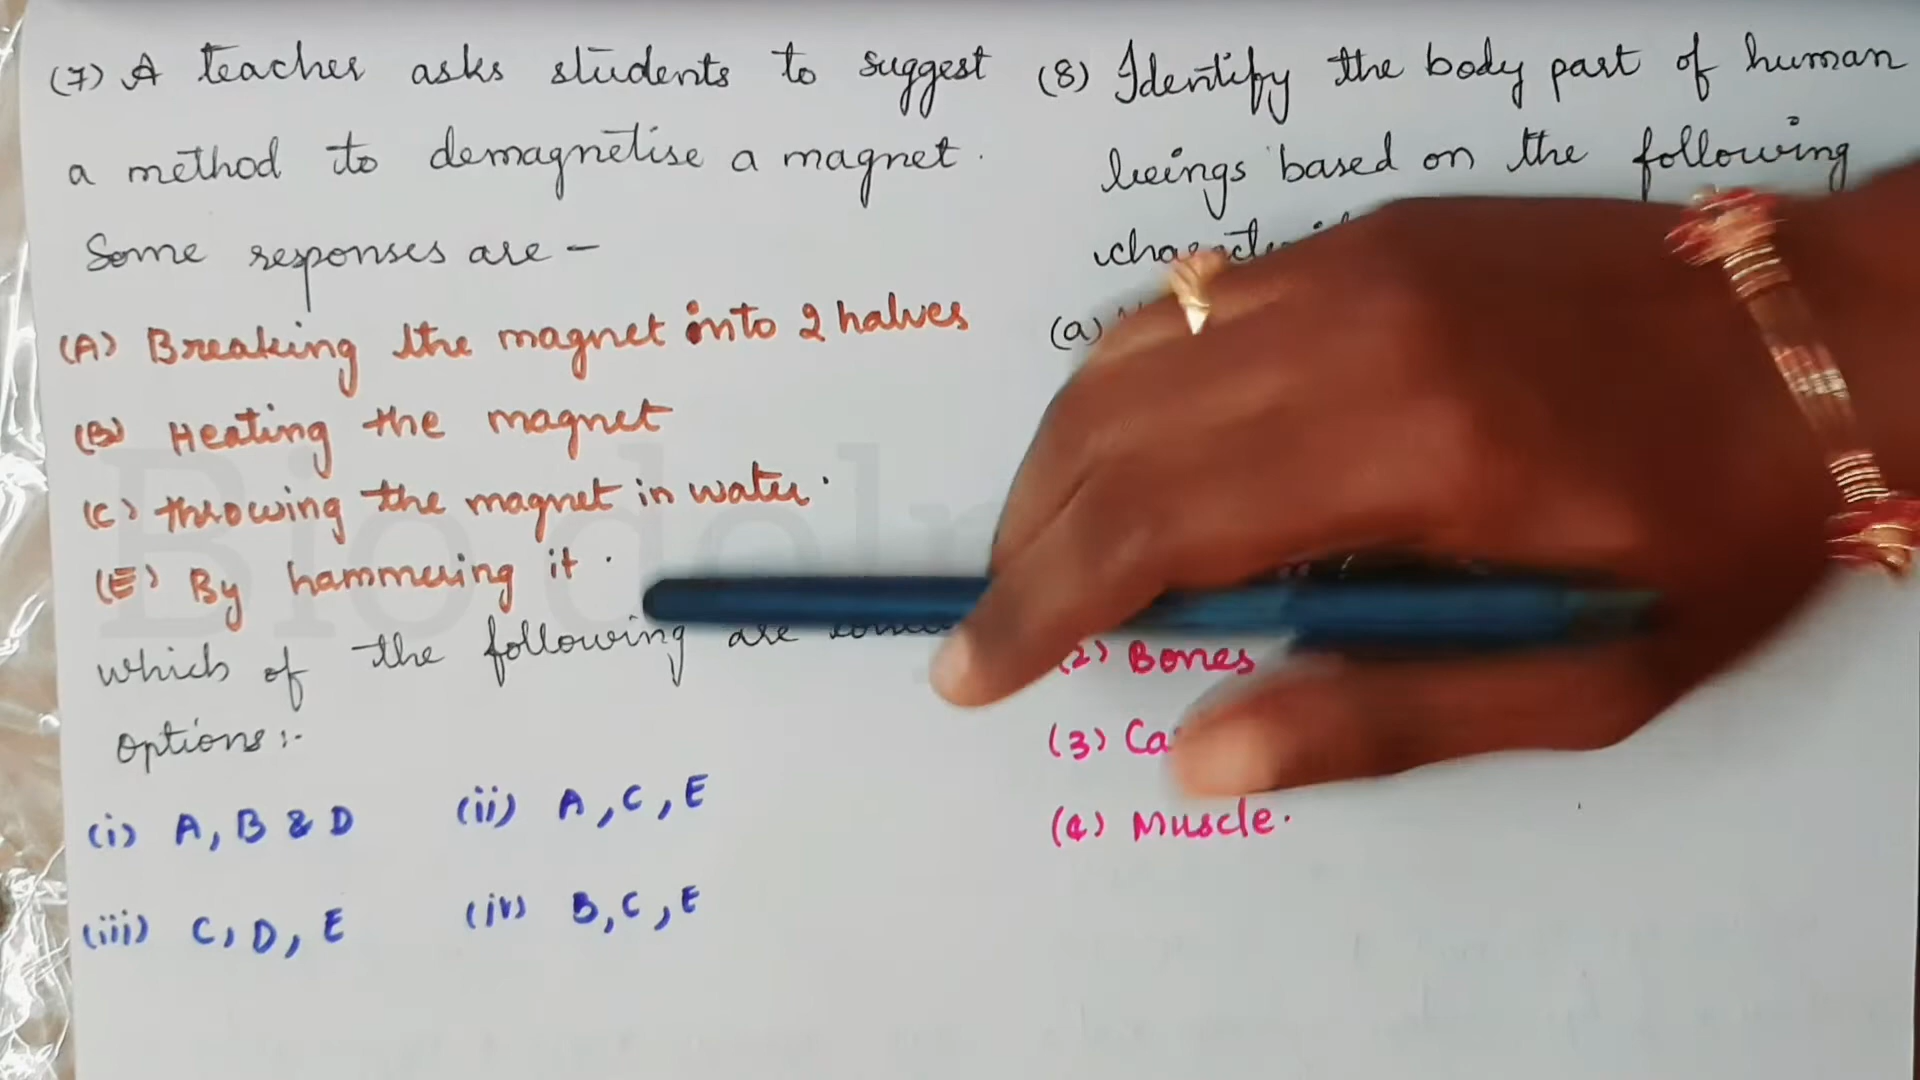 (7) A teacher asks students to suggest
a method to demagnetise a magnet.
Some responses are -
(A) Breaking the magnet into 2 halves
(B) Heating the magnet
(C) throwing the magnet in water.
(E) By hammering it.
which of the following are
options:-
(i) A, B & D (ii) A, C, E
(iii) C, D, E (iv) B, C, E
(8) Identify the body part of human
beings based on the following
(a)
(2) Bones
(3)
(4) Muscle.